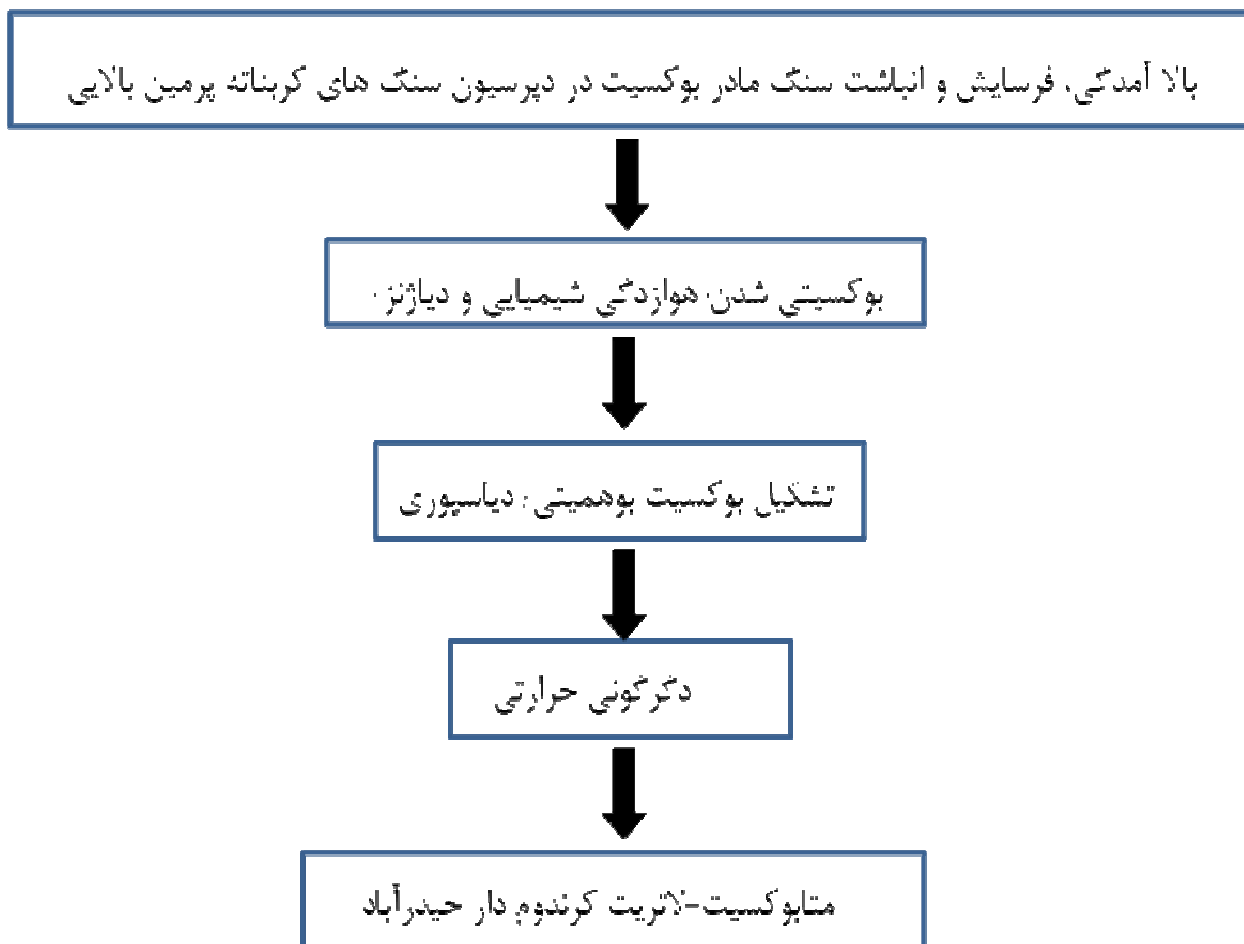 بالا آمدگی، فرسایش و انباشت سنگ مادر بوکسیت در دپرسیون سنگ های کربناته پرمین بالایی
بوکسیتی شدن، هوازدگی شیمیایی و دیاژنز
تشکیل بوکسیت بوهمیتی، دیاسپوری
دگرگونی حرارتی
متابوکسیت-لاتریت کرندوم دار حیدرآباد